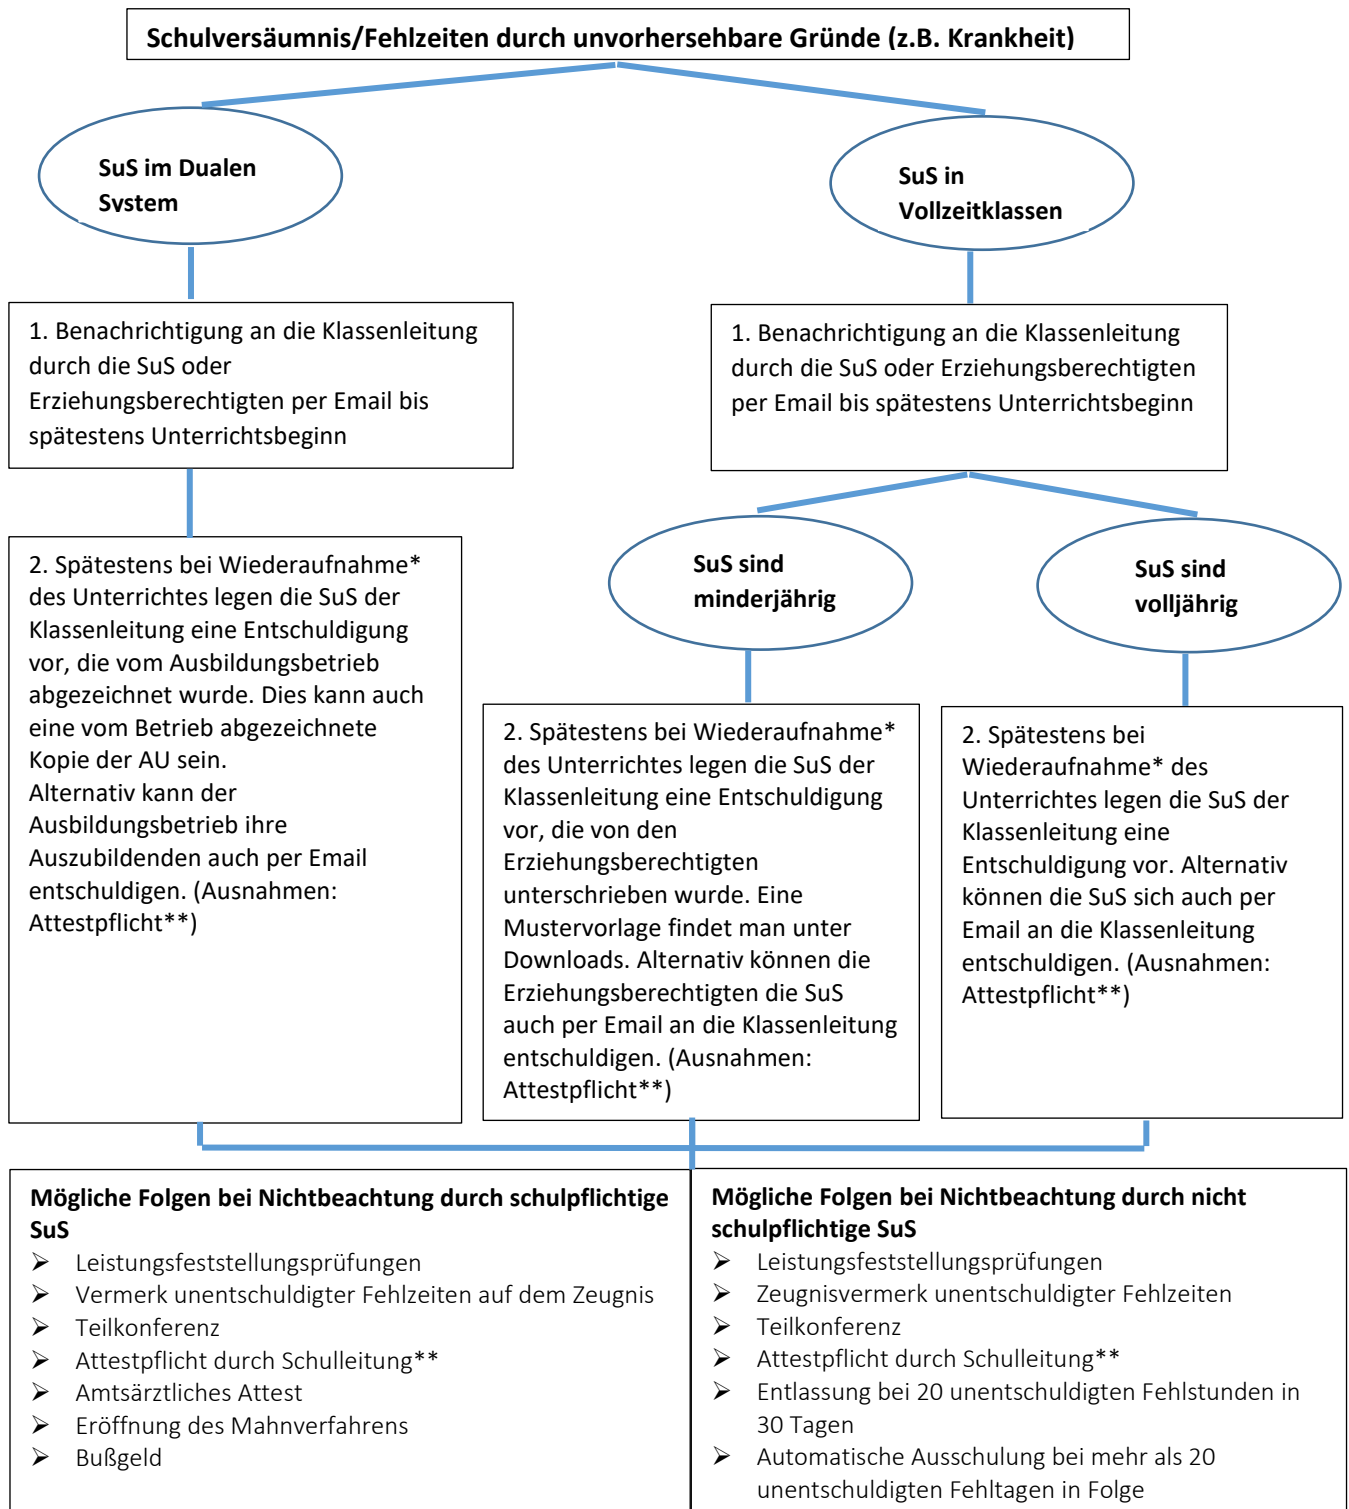 Schulversäumnis/Fehlzeiten durch unvorhersehbare Gründe (z.B. Krankheit)
SuS im Dualen
System
SuS in
Vollzeitklassen
1. Benachrichtigung an die Klassenleitung
durch die SuS oder
Erziehungsberechtigten per Email bis
spätestens Unterrichtsbeginn
1. Benachrichtigung an die Klassenleitung
durch die SuS oder Erziehungsberechtigten
per Email bis spätestens Unterrichtsbeginn
SuS sind
minderjährig
SuS sind
volljährig
2. Spätestens bei Wiederaufnahme*
des Unterrichtes legen die SuS der
Klassenleitung eine Entschuldigung
vor, die vom Ausbildungsbetrieb
abgezeichnet wurde. Dies kann auch
eine vom Betrieb abgezeichnete
Kopie der AU sein.
Alternativ kann der
Ausbildungsbetrieb ihre
Auszubildenden auch per Email
entschuldigen. (Ausnahmen:
Attestpflicht**)
2. Spätestens bei Wiederaufnahme*
des Unterrichtes legen die SuS der
Klassenleitung eine Entschuldigung
vor, die von den
Erziehungsberechtigten
unterschrieben wurde. Eine
Mustervorlage findet man unter
Downloads. Alternativ können die
Erziehungsberechtigten die SuS
auch per Email an die Klassenleitung
entschuldigen. (Ausnahmen:
Attestpflicht**)
2. Spätestens bei
Wiederaufnahme* des
Unterrichtes legen die SuS der
Klassenleitung eine
Entschuldigung vor. Alternativ
können die SuS sich auch per
Email an die Klassenleitung
entschuldigen. (Ausnahmen:
Attestpflicht**)
Mögliche Folgen bei Nichtbeachtung durch schulpflichtige
SuS
➢ Leistungsfeststellungsprüfungen
➢ Vermerk unentschuldigter Fehlzeiten auf dem Zeugnis
➢ Teilkonferenz
➢ Attestpflicht durch Schulleitung**
➢ Amtsärztliches Attest
➢ Eröffnung des Mahnverfahrens
➢ Bußgeld
Mögliche Folgen bei Nichtbeachtung durch nicht
schulpflichtige SuS
➢ Leistungsfeststellungsprüfungen
➢ Zeugnisvermerk unentschuldigter Fehlzeiten
➢ Teilkonferenz
➢ Attestpflicht durch Schulleitung**
➢ Entlassung bei 20 unentschuldigten Fehlstunden in
30 Tagen
➢ Automatische Ausschulung bei mehr als 20
unentschuldigten Fehltagen in Folge